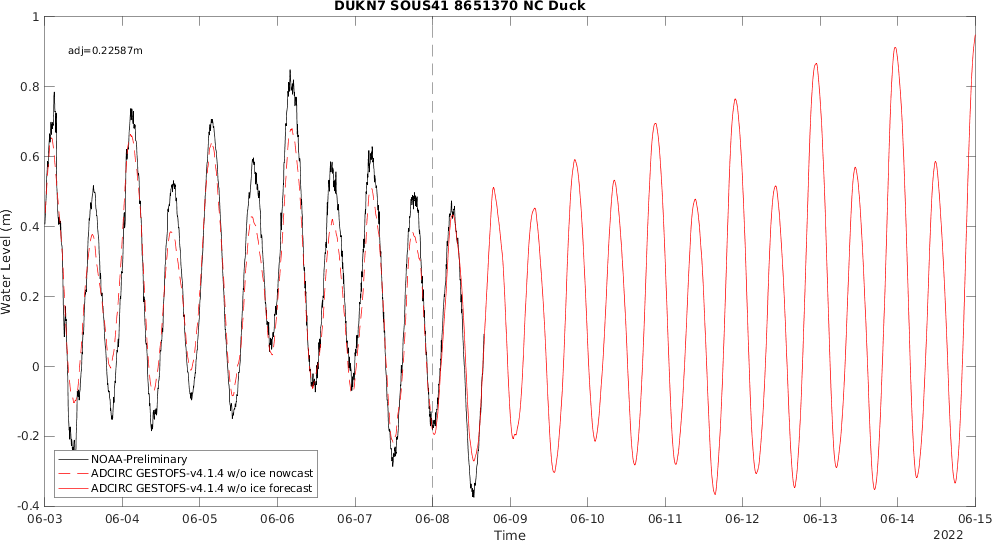 DUKN7 SOUS41 8651370 NC Duck
adj=0.22587m
Water Level (m)
1
0.8
0.6
0.4
0.2
0
-0.2
-0.4
NOAA-Preliminary
ADCIRC GESTOFS-v4.1.4 w/o ice nowcast
ADCIRC GESTOFS-v4.1.4 w/o ice forecast
06-03 06-04 06-05 06-06 06-07 06-08 06-09 06-10 06-11 06-12 06-13 06-14 06-15
Time
2022